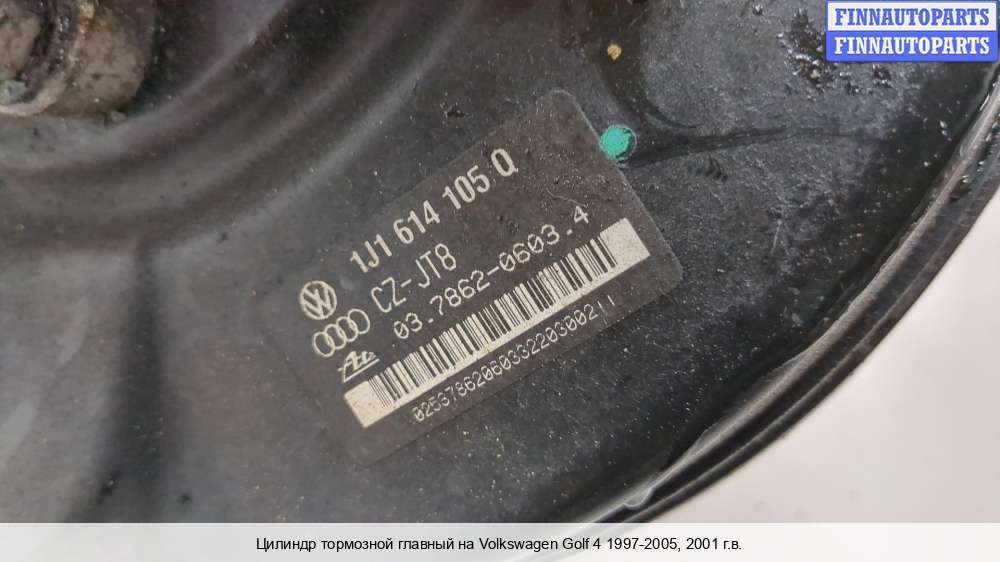 FINNAUTOPARTS
FINNAUTOPARTS
1J1 614 105 Q
CZ-JT8
03.7862-0603.4
Ate
Цилиндр тормозной главный на Volkswagen Golf 4 1997-2005, 2001 г.в.